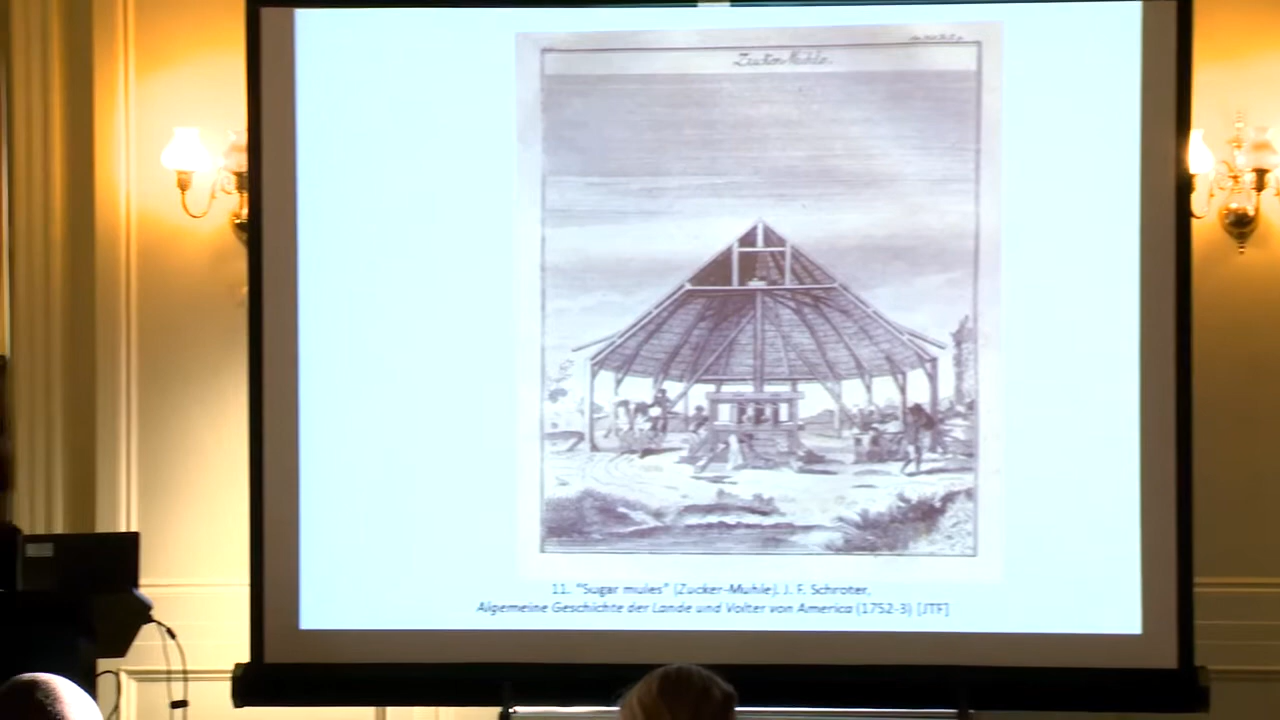 Zucker-Muhle.
11. "Sugar mules" (Zucker-Muhle). J. F. Schroter,
Algemeine Geschichte der Lande und Volter von America (1752-3) [JTF]